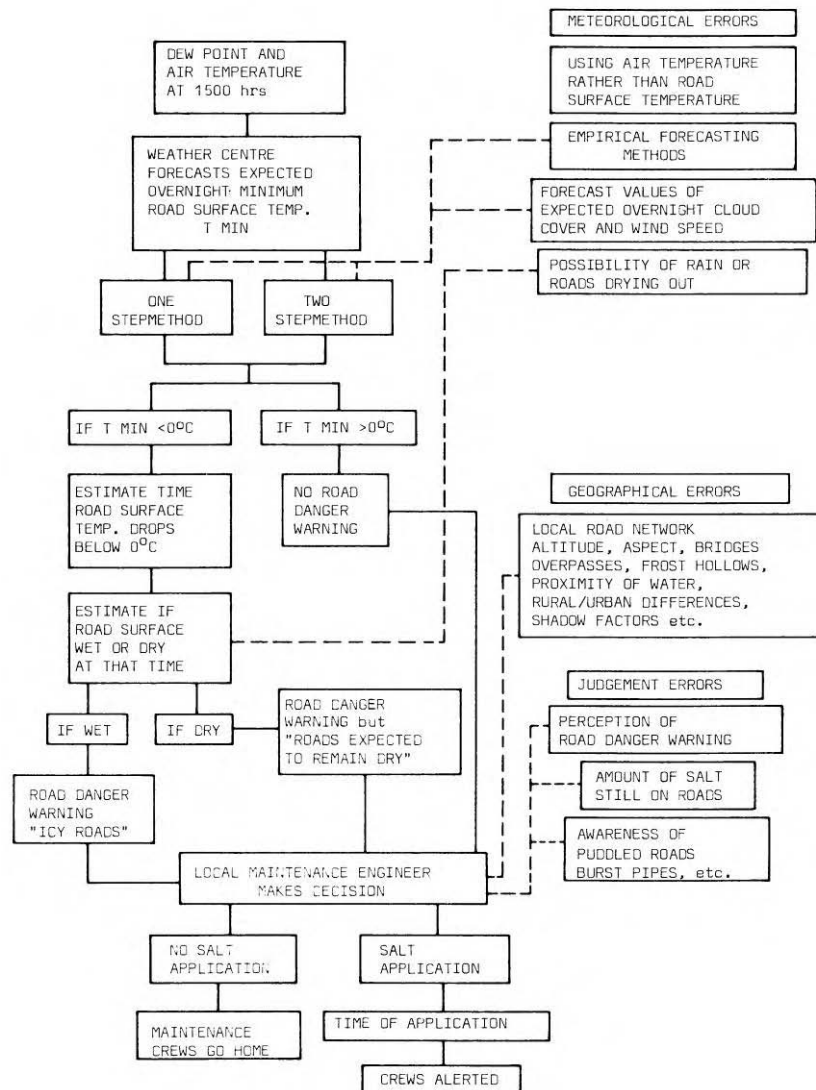 METEOROLOGICAL ERRORS
DEW POINT AND
AIR TEMPERATURE
AT 1500 hrs
USING AIR TEMPERATURE
RATHER THAN ROAD
SURFACE TEMPERATURE
EMPIRICAL FORECASTING
METHODS
WEATHER CENTRE
FORECASTS EXPECTED
OVERNIGHT MINIMUM
ROAD SURFACE TEMP.
T MIN
FORECAST VALUES OF
EXPECTED OVERNIGHT CLOUD
COVER AND WIND SPEED
POSSIBILITY OF RAIN OR
ROADS DRYING OUT
ONE
STEPMETHOD
TWO
STEPMETHOD
IF T MIN <0°C
IF T MIN >0°C
ESTIMATE TIME
ROAD SURFACE
TEMP. DROPS
BELOW 0°C
NO ROAD
DANGER
WARNING
GEOGRAPHICAL ERRORS
LOCAL ROAD NETWORK
ALTITUDE, ASPECT, BRIDGES
OVERPASSES, FROST HOLLOWS,
PROXIMITY OF WATER,
RURAL/URBAN DIFFERENCES,
SHADOW FACTORS etc.
ESTIMATE IF
ROAD SURFACE
WET OR DRY
AT THAT TIME
JUDGEMENT ERRORS
IF WET
IF DRY
ROAD DANGER
WARNING but
"ROADS EXPECTED
TO REMAIN DRY"
PERCEPTION OF
ROAD DANGER WARNING
ROAD DANGER
WARNING
"ICY ROADS"
AMOUNT OF SALT
STILL ON ROADS
AWARENESS OF
PUDDLED ROADS
BURST PIPES, etc.
LOCAL MAINTENANCE ENGINEER
MAKES DECISION
NO SALT
APPLICATION
SALT
APPLICATION
MAINTENANCE
CREWS GO HOME
TIME OF APPLICATION
CREWS ALERTED